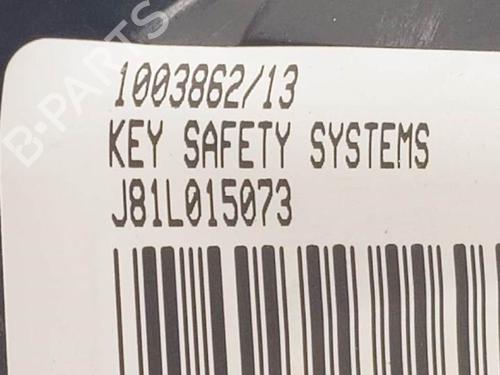 1003862/13
KEY SAFETY SYSTEMS
J81L015073
B-PARTS